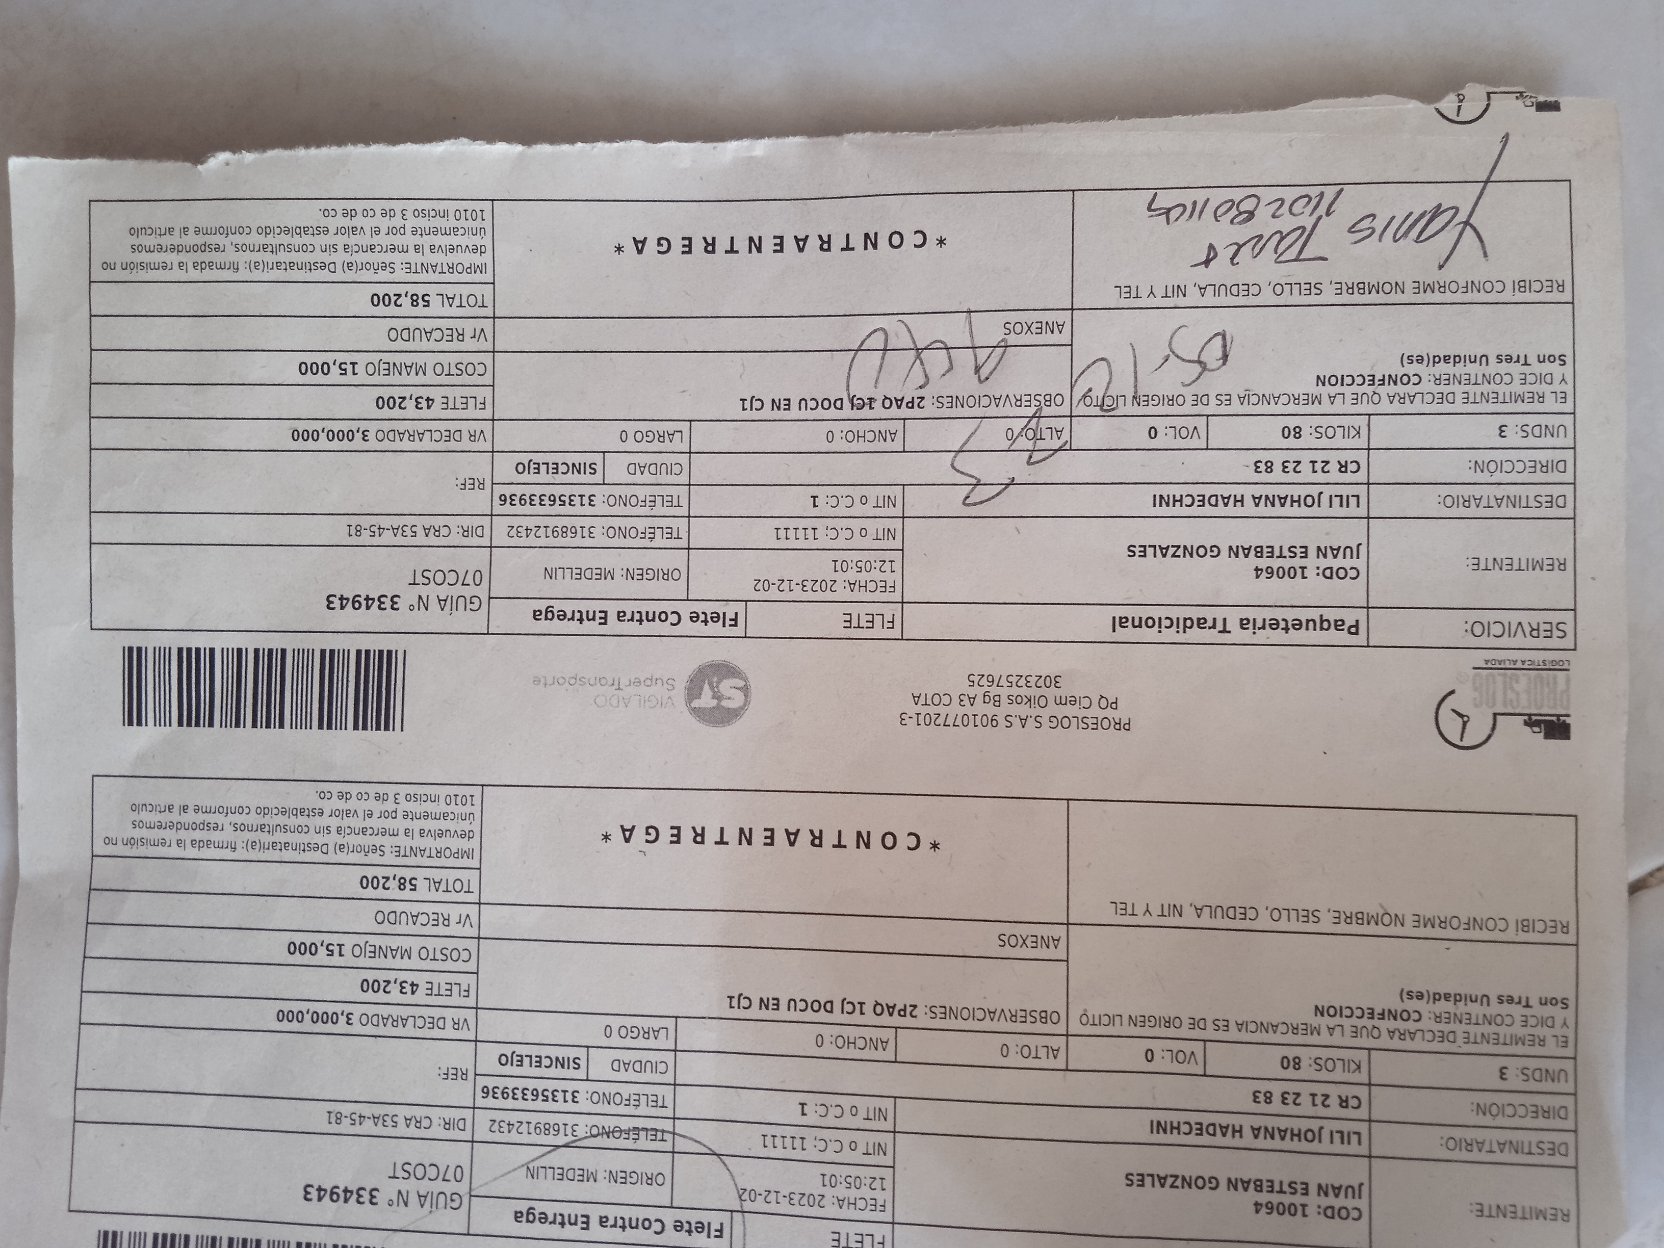 FLETE
Flete Contra Entrega
REMITENTE:
COD: 10064
JUAN ESTEBAN GONZALES
FECHA: 2023-12-02
12:05:01
ORIGEN: MEDELLIN
GUÍA N° 334943
07COST
NIT o C.C; 11111
TELÉFONO: 3168912432
DIR: CRA 53A-45-81
DESTINATARIO:
LILI JOHANA HADECHNI
NIT o C.C: 1
TELÉFONO: 3135633936
REF:
DIRECCIÓN:
CR 21 23 83
CIUDAD
SINCELEJO
UNDS: 3
KILOS: 80
VOL: 0
ALTO: 0
ANCHO: 0
LARGO 0
VR DECLARADO 3,000,000
EL REMITENTE DECLARA QUE LA MERCANCIA ES DE ORIGEN LICITO
Y DICE CONTENER: CONFECCION
Son Tres Unidad(es)
OBSERVACIONES: 2PAQ 1CJ DOCU EN CJ1
FLETE 43,200
COSTO MANEJO 15,000
ANEXOS
Vr RECAUDO
RECIBÍ CONFORME NOMBRE, SELLO, CEDULA, NIT Y TEL
TOTAL 58,200
*CONTRAENTREGA*
IMPORTANTE: Señor(a) Destinatari(a): firmada la remisión no
devuelva la mercancía sin consultarnos, responderemos
únicamente por el valor establecido conforme al artículo
1010 inciso 3 de co de co.
PROESLOG
LOGÍSTICA ALIADA
PROESLOG S.A.S 901077201-3
PQ Ciem Oikos Bg A3 COTA
3023257625
ST
VIGILADO
SuperTransporte
SERVICIO:
Paqueteria Tradicional
FLETE
Flete Contra Entrega
GUÍA N° 334943
07COST
REMITENTE:
COD: 10064
JUAN ESTEBAN GONZALES
FECHA: 2023-12-02
12:05:01
ORIGEN: MEDELLIN
NIT o C.C; 11111
TELÉFONO: 3168912432
DIR: CRA 53A-45-81
DESTINATARIO:
LILI JOHANA HADECHNI
NIT o C.C: 1
TELÉFONO: 3135633936
REF:
DIRECCIÓN:
CR 21 23 83
CIUDAD
SINCELEJO
UNDS: 3
KILOS: 80
VOL: 0
ALTO: 0
ANCHO: 0
LARGO 0
VR DECLARADO 3,000,000
EL REMITENTE DECLARA QUE LA MERCANCIA ES DE ORIGEN LICITO
Y DICE CONTENER: CONFECCION
Son Tres Unidad(es)
OBSERVACIONES: 2PAQ 1CJ DOCU EN CJ1
FLETE 43,200
COSTO MANEJO 15,000
ANEXOS
Vr RECAUDO
RECIBÍ CONFORME NOMBRE, SELLO, CEDULA, NIT Y TEL
TOTAL 58,200
Yanis
*CONTRAENTREGA*
IMPORTANTE: Señor(a) Destinatari(a): firmada la remisión no
devuelva la mercancía sin consultarnos, responderemos
únicamente por el valor establecido conforme al artículo
1010 inciso 3 de co de co.